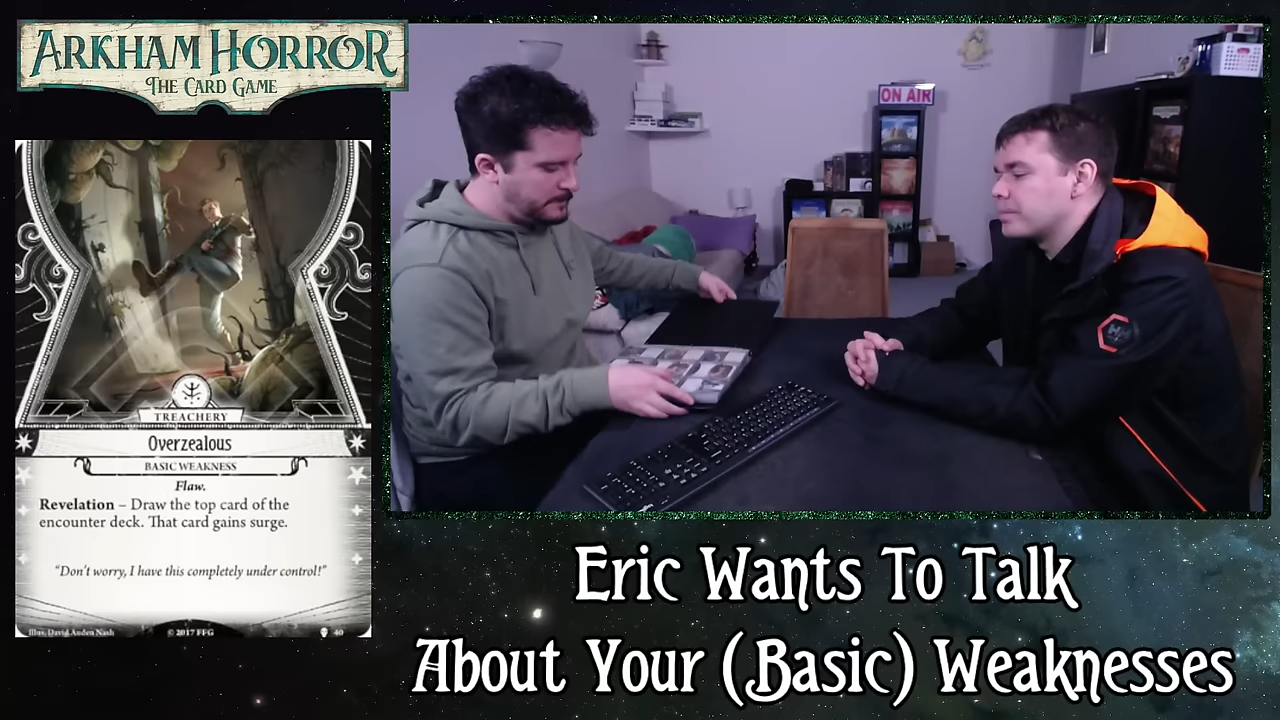 ARKHAM HORROR
THE CARD GAME
ON AIR
TREACHERY
Overzealous
BASIC WEAKNESS
Flaw.
Revelation – Draw the top card of the
encounter deck. That card gains surge.
"Don't worry, I have this completely under control!"
Illus. David Auden Nash
© 2017 FFG
40
Eric Wants To Talk
About Your (Basic) Weaknesses